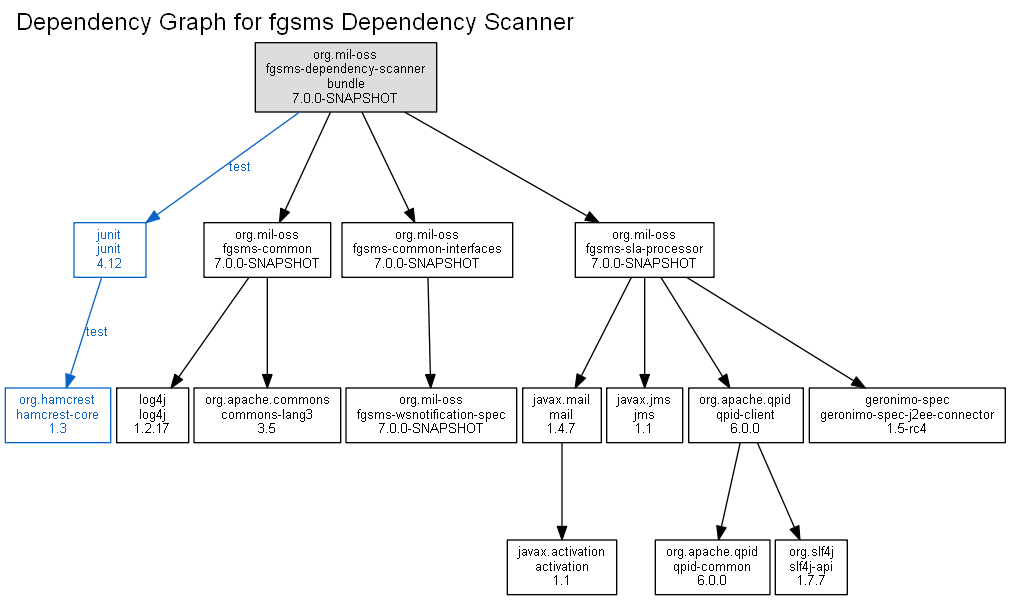 Dependency Graph for fgsms Dependency Scanner
org.mil-oss
fgsms-dependency-scanner
bundle
7.0.0-SNAPSHOT
test
junit
junit
4.12
org.mil-oss
fgsms-common
7.0.0-SNAPSHOT
org.mil-oss
fgsms-common-interfaces
7.0.0-SNAPSHOT
org.mil-oss
fgsms-sla-processor
7.0.0-SNAPSHOT
test
org.hamcrest
hamcrest-core
1.3
log4j
log4j
1.2.17
org.apache.commons
commons-lang3
3.5
org.mil-oss
fgsms-wsnotification-spec
7.0.0-SNAPSHOT
javax.mail
mail
1.4.7
javax.jms
jms
1.1
org.apache.qpid
qpid-client
6.0.0
geronimo-spec
geronimo-spec-j2ee-connector
1.5-rc4
javax.activation
activation
1.1
org.apache.qpid
qpid-common
6.0.0
org.slf4j
slf4j-api
1.7.7